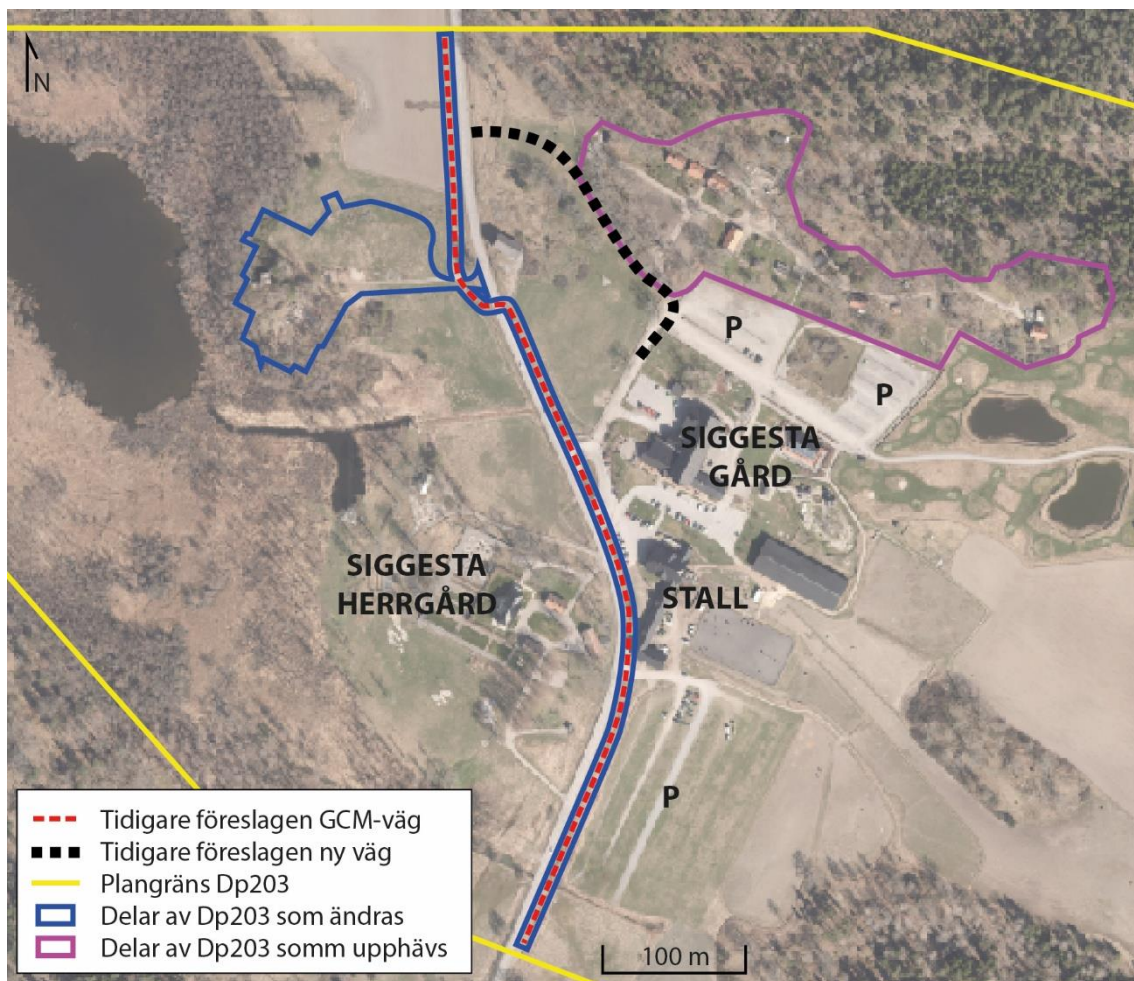 N
P
P
SIGGESTA
GÅRD
SIGGESTA
HERRGÅRD
STALL
P
Tidigare föreslagen GCM-väg
Tidigare föreslagen ny väg
Plangräns Dp203
Delar av Dp203 som ändras
Delar av Dp203 somm upphävs
100 m